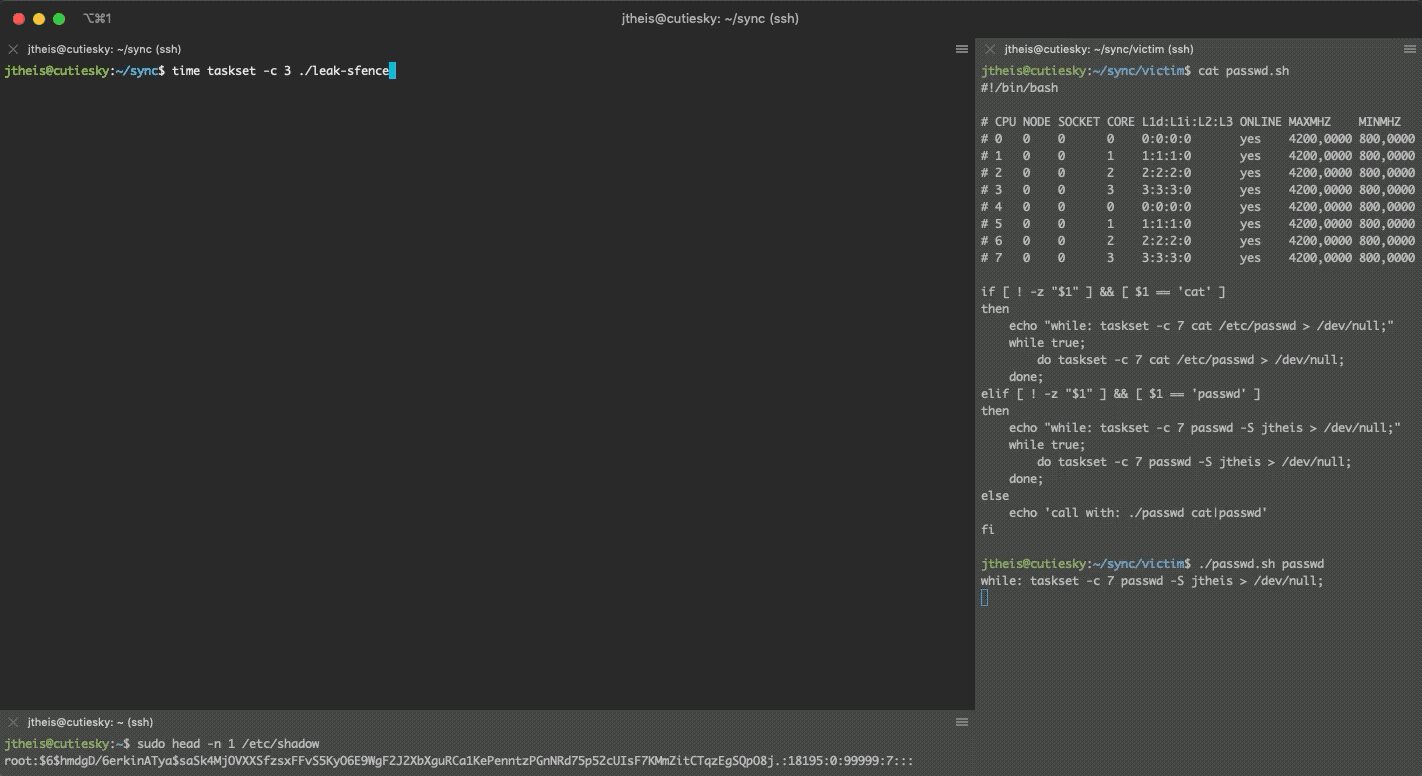 ⌥⌘1
jtheis@cutiesky: ~/sync (ssh)
jtheis@cutiesky: ~/sync (ssh)
jtheis@cutiesky:~/sync$ time taskset -c 3 ./leak-sfence
jtheis@cutiesky: ~/sync/victim (ssh)
jtheis@cutiesky:~/sync/victim$ cat passwd.sh
#!/bin/bash
# CPU NODE SOCKET CORE L1d:L1i:L2:L3 ONLINE MAXMHZ    MINMHZ
# 0   0    0      0    0:0:0:0       yes    4200,0000 800,0000
# 1   0    0      1    1:1:1:0       yes    4200,0000 800,0000
# 2   0    0      2    2:2:2:0       yes    4200,0000 800,0000
# 3   0    0      3    3:3:3:0       yes    4200,0000 800,0000
# 4   0    0      0    0:0:0:0       yes    4200,0000 800,0000
# 5   0    0      1    1:1:1:0       yes    4200,0000 800,0000
# 6   0    0      2    2:2:2:0       yes    4200,0000 800,0000
# 7   0    0      3    3:3:3:0       yes    4200,0000 800,0000
if [ ! -z "$1" ] && [ $1 == 'cat' ]
then
    echo "while: taskset -c 7 cat /etc/passwd > /dev/null;"
    while true;
        do taskset -c 7 cat /etc/passwd > /dev/null;
    done;
elif [ ! -z "$1" ] && [ $1 == 'passwd' ]
then
    echo "while: taskset -c 7 passwd -S jtheis > /dev/null;"
    while true;
        do taskset -c 7 passwd -S jtheis > /dev/null;
    done;
else
    echo 'call with: ./passwd cat|passwd'
fi
jtheis@cutiesky:~/sync/victim$ ./passwd.sh passwd
while: taskset -c 7 passwd -S jtheis > /dev/null;
jtheis@cutiesky: ~ (ssh)
jtheis@cutiesky:~$ sudo head -n 1 /etc/shadow
root:$6$hmdgD/6erkinATya$saSk4MjOVXXSfzsxFFvS5KyO6E9WgF2J2XbXguRCa1KePenntzPGnNRd75p52cUIsF7KMmZitCTqzEgSQpO8j.:18195:0:99999:7:::